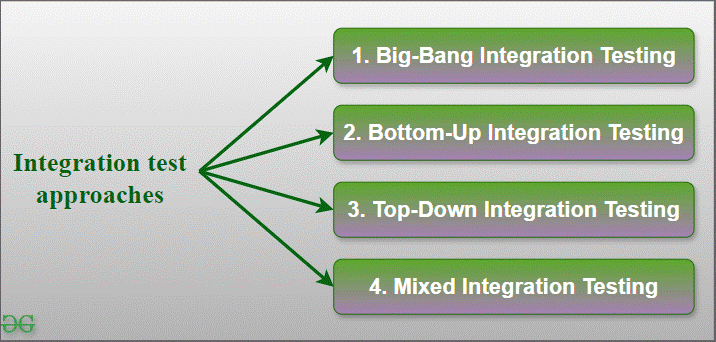 Integration test
approaches
1. Big-Bang Integration Testing
2. Bottom-Up Integration Testing
3. Top-Down Integration Testing
4. Mixed Integration Testing